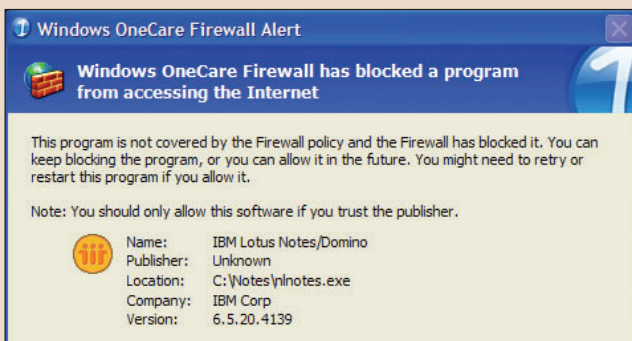 Windows OneCare Firewall Alert
Windows OneCare Firewall has blocked a program
from accessing the Internet
This program is not covered by the Firewall policy and the Firewall has blocked it. You can
keep blocking the program, or you can allow it in the future. You might need to retry or
restart this program if you allow it.
Note: You should only allow this software if you trust the publisher.
Name: IBM Lotus Notes/Domino
Publisher: Unknown
Location: C:\Notes\nlnotes.exe
Company: IBM Corp
Version: 6.5.20.4139